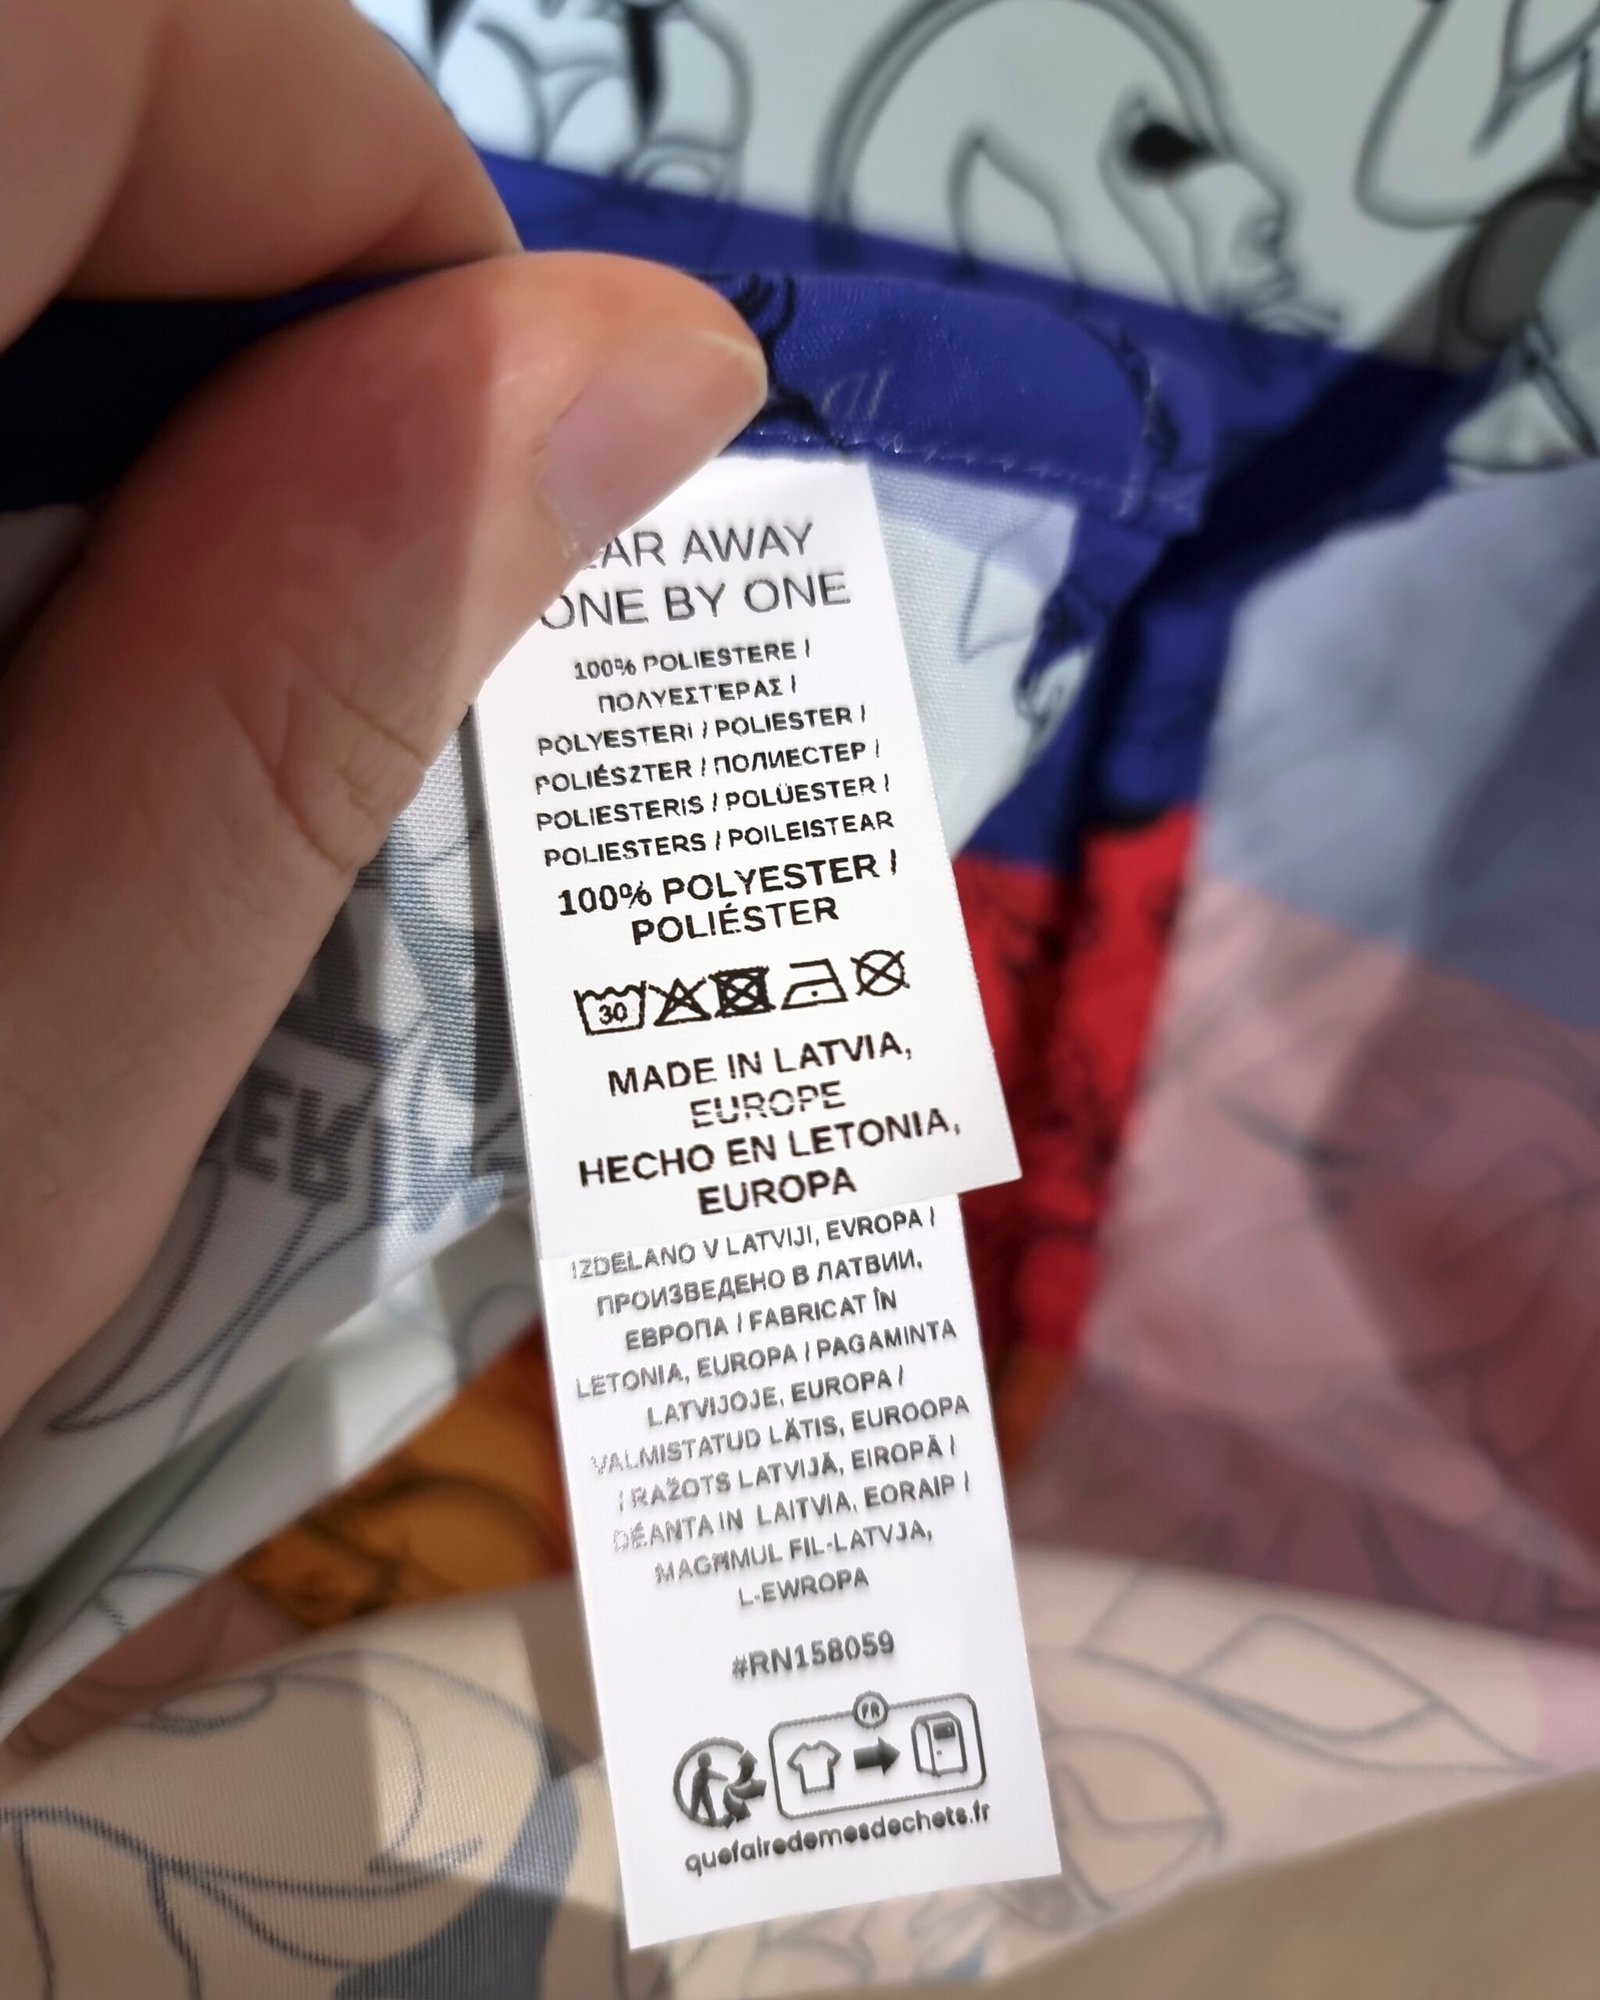 AWAY
ONE BY ONE
100% POLIESTERE /
ΠΟΛΥΕΣΤΈΡΑΣ /
POLYESTERI / POLIESTER /
POLIÉSZTER / ПОЛИЕСТЕР /
POLIESTERIS / POLÜESTER /
POLIESTERS / POILEISTEAR
100% POLYESTER /
POLIÉSTER
30
MADE IN LATVIA,
EUROPE
HECHO EN LETONIA,
EUROPA
IZDELANO V LATVIJI, EVROPA /
ПРОИЗВЕДЕНО В ЛАТВИИ,
ЕВРОПА / FABRICAT ÎN
LETONIA, EUROPA / PAGAMINTA
LATVIJOJE, EUROPA /
VALMISTATUD LÄTIS, EUROOPA
/ RAŽOTS LATVIJĀ, EIROPĀ /
DÉANTA IN LAITVIA, EORAIP /
MAGĦMUL FIL-LATVJA,
L-EWROPA
#RN158059
FR
quefairedemesdechets.fr